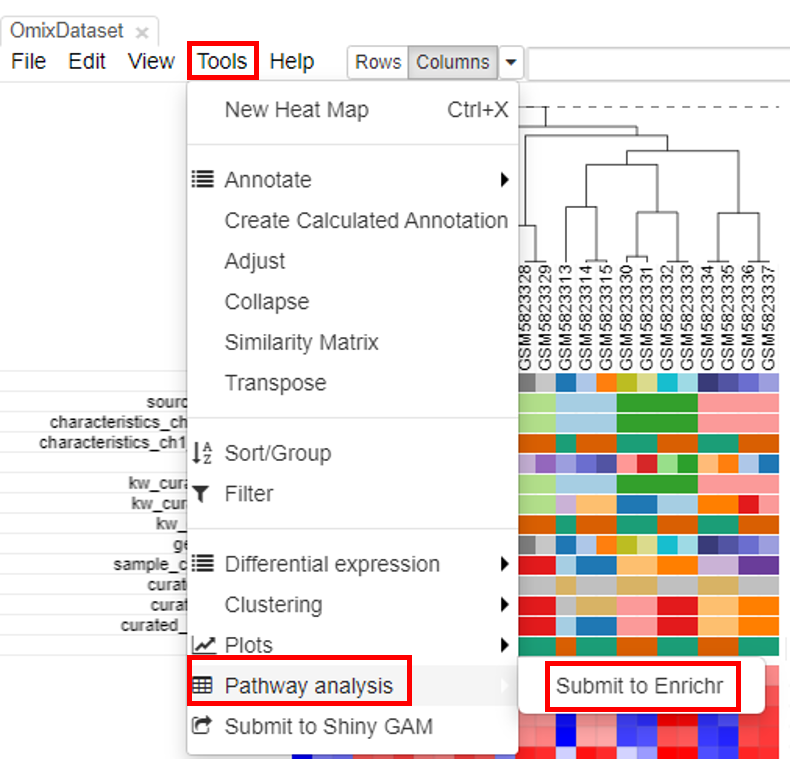 OmixDataset ×
File Edit View Tools Help Rows Columns
New Heat Map Ctrl+X
Annotate
Create Calculated Annotation
Adjust
Collapse
Similarity Matrix
Transpose
Sort/Group
Filter
Differential expression
Clustering
Plots
Pathway analysis
Submit to Enrichr
Submit to Shiny GAM
GSM5823328
GSM5823329
GSM5823313
GSM5823314
GSM5823315
GSM5823330
GSM5823331
GSM5823332
GSM5823333
GSM5823334
GSM5823335
GSM5823336
GSM5823337
sourc
characteristics_ch
characteristics_ch1
kw_cura
kw_cur
kw_
ge
sample_c
curat
curat
curated_